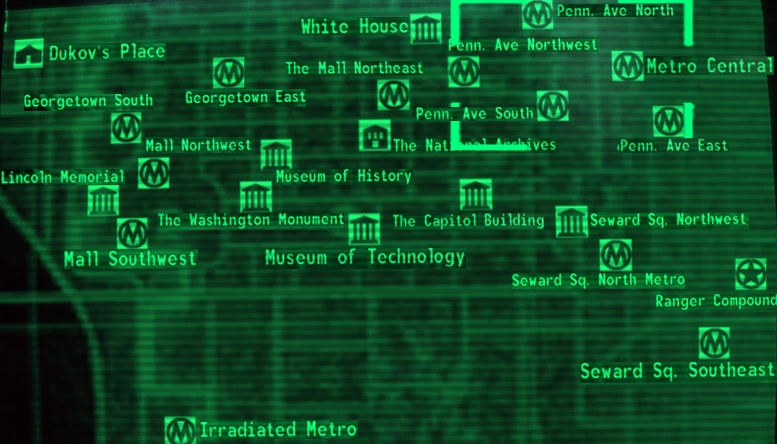 Penn. Ave North
White House
Penn. Ave Northwest
Dukov's Place
The Mall Northeast
Metro Central
Georgetown South
Georgetown East
Penn. Ave South
Mall Northwest
The National Archives
Penn. Ave East
Lincoln Memorial
Museum of History
The Washington Monument
The Capitol Building
Seward Sq. Northwest
Mall Southwest
Museum of Technology
Seward Sq. North Metro
Ranger Compound
Seward Sq. Southeast
Irradiated Metro